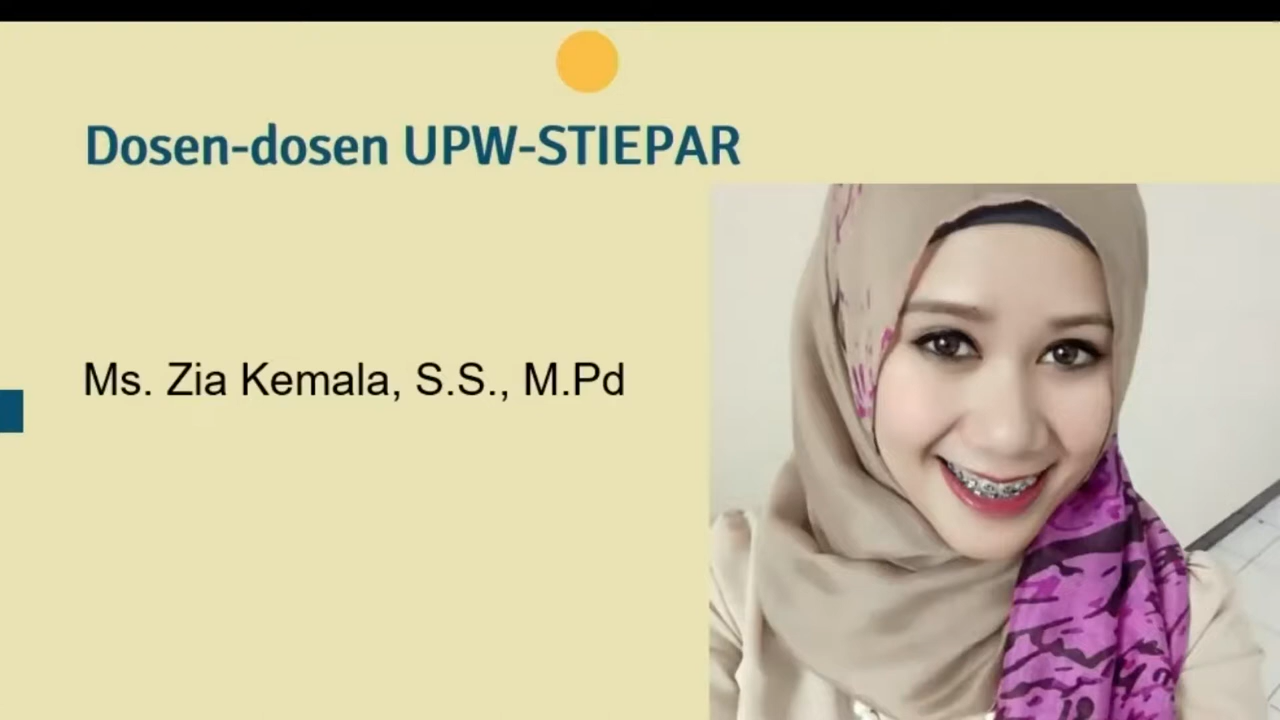 Dosen-dosen UPW-STIEPAR
Ms. Zia Kemala, S.S., M.Pd